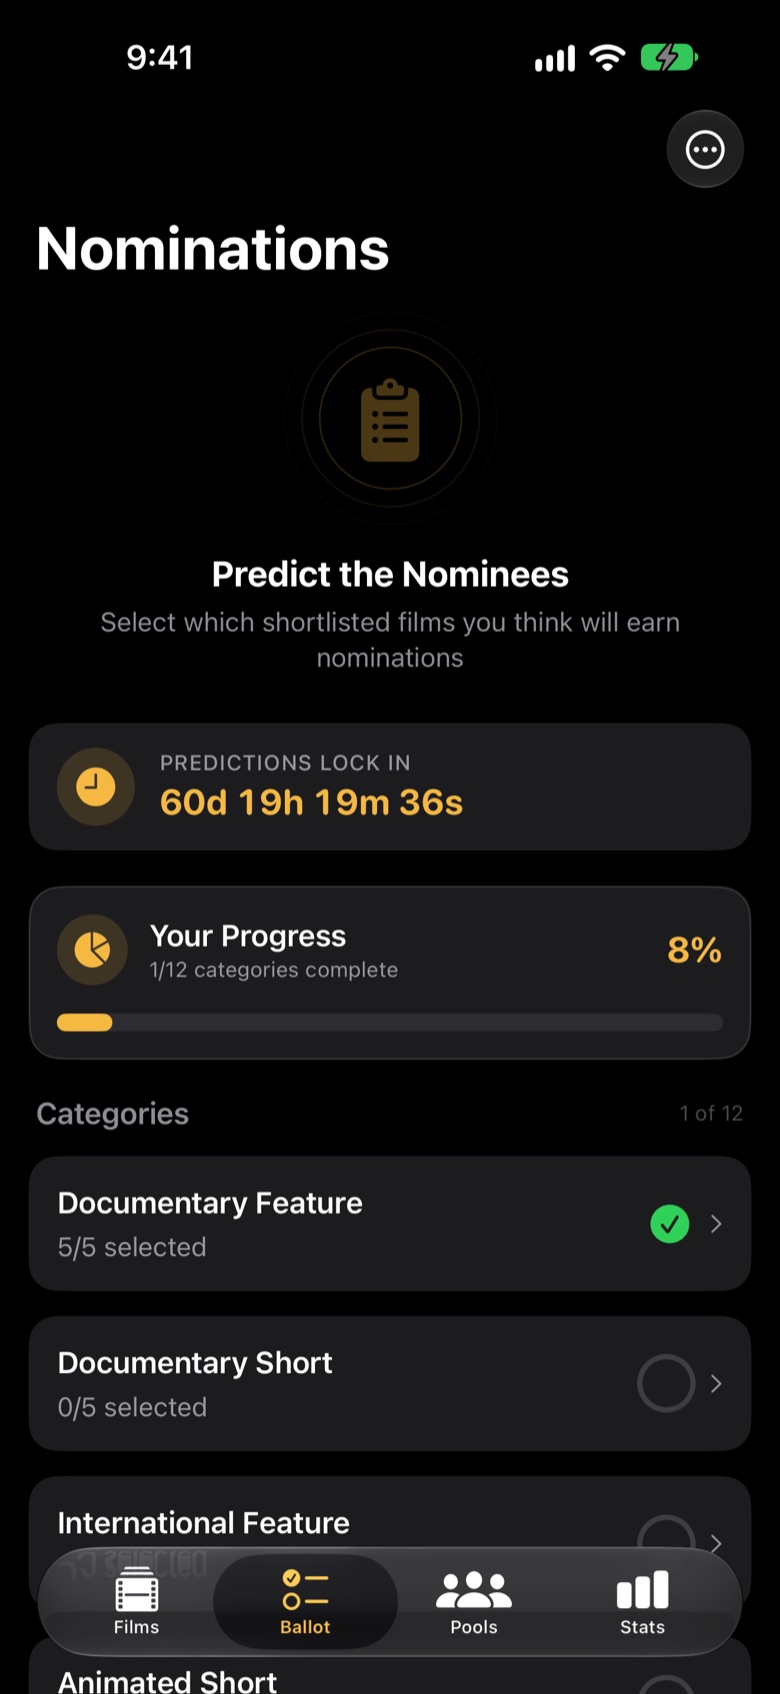 9:41
Nominations
Predict the Nominees
Select which shortlisted films you think will earn
nominations
PREDICTIONS LOCK IN
60d 19h 19m 36s
Your Progress
1/12 categories complete
8%
Categories
1 of 12
Documentary Feature
5/5 selected
Documentary Short
0/5 selected
International Feature
selected
Films
Ballot
Pools
Stats
Animated Short